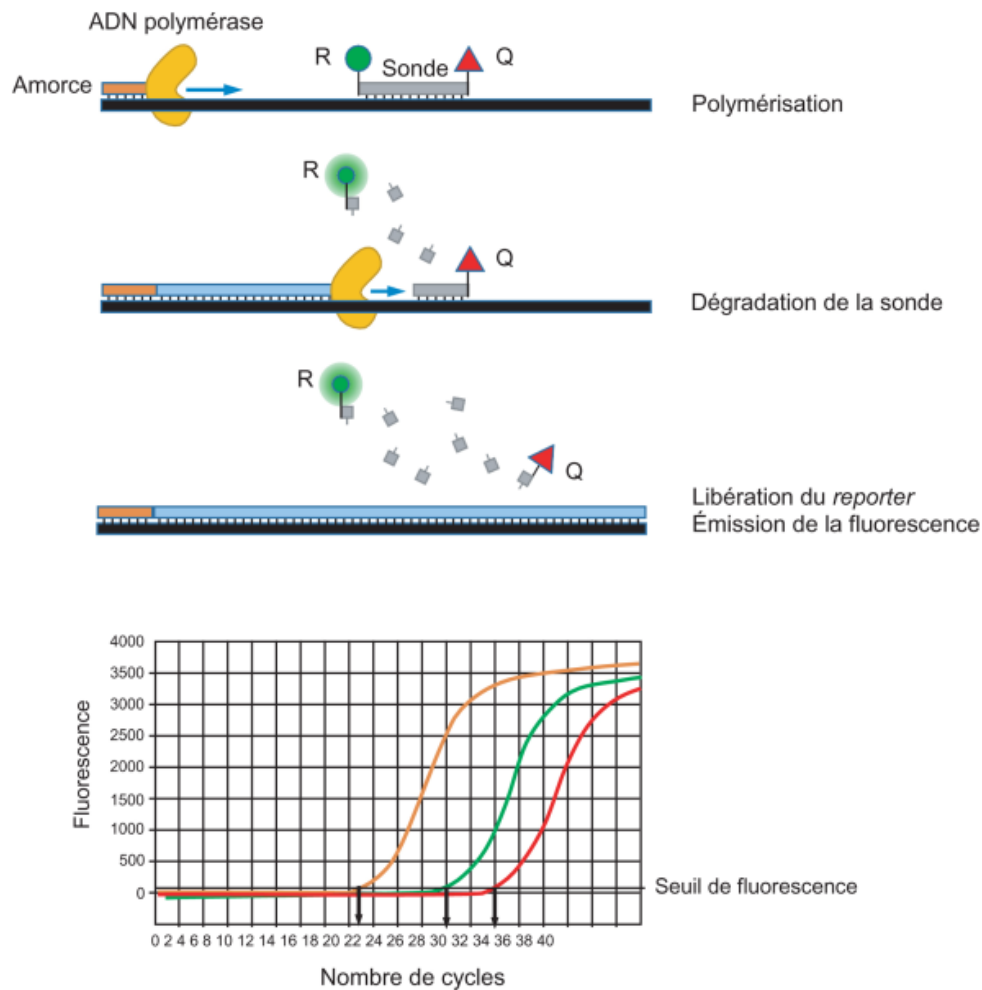 ADN polymérase
R
Sonde
Q
Amorce
Polymérisation
R
Q
Dégradation de la sonde
R
Q
Libération du reporter
Émission de la fluorescence
4000
3500
3000
2500
2000
1500
1000
500
0
Fluorescence
Seuil de fluorescence
0 2 4 6 8 10 12 14 16 18 20 22 24 26 28 30 32 34 36 38 40
Nombre de cycles